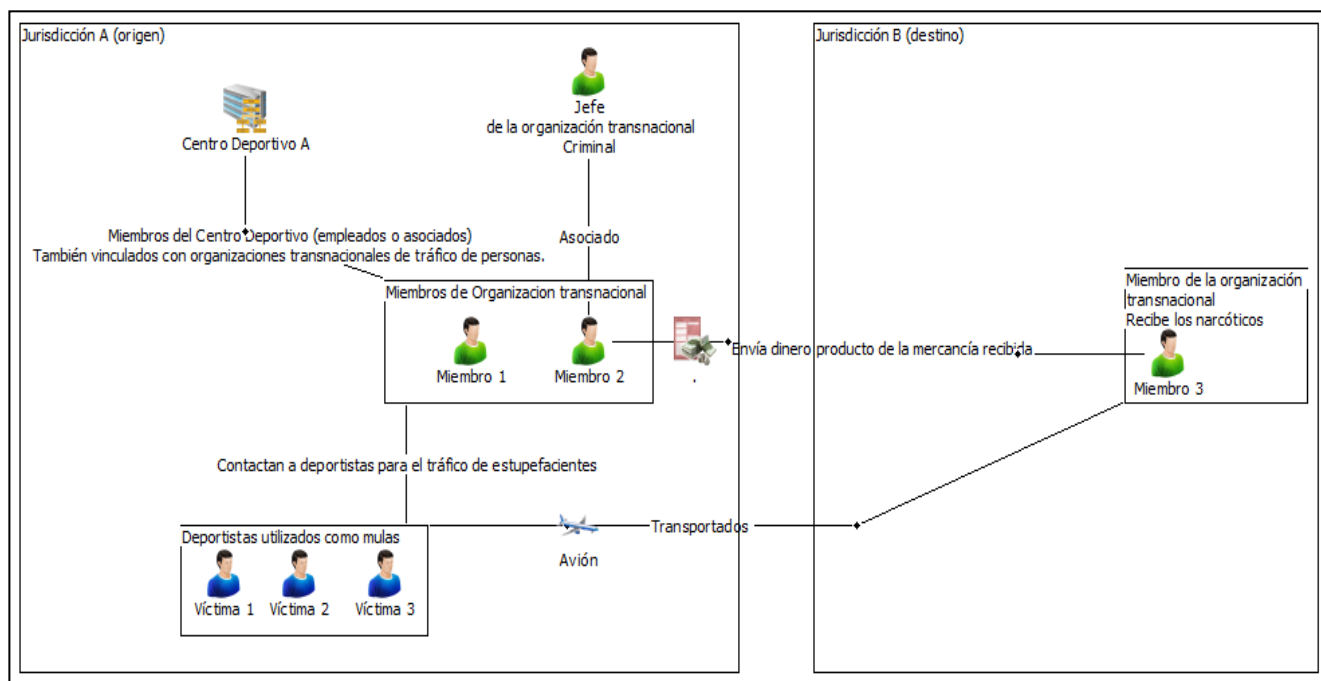 Jurisdicción A (origen)
Jurisdicción B (destino)
Jefe
de la organización transnacional
Criminal
Centro Deportivo A
Miembros del Centro Deportivo (empleados o asociados)
También vinculados con organizaciones transnacionales de tráfico de personas.
Asociado
Miembros de Organizacion transnacional
Miembro 1
Miembro 2
.
Envía dinero producto de la mercancía recibida
Miembro de la organización
transnacional
Recibe los narcóticos
Miembro 3
Contactan a deportistas para el tráfico de estupefacientes
Deportistas utilizados como mulas
Víctima 1
Víctima 2
Víctima 3
Avión
Transportados